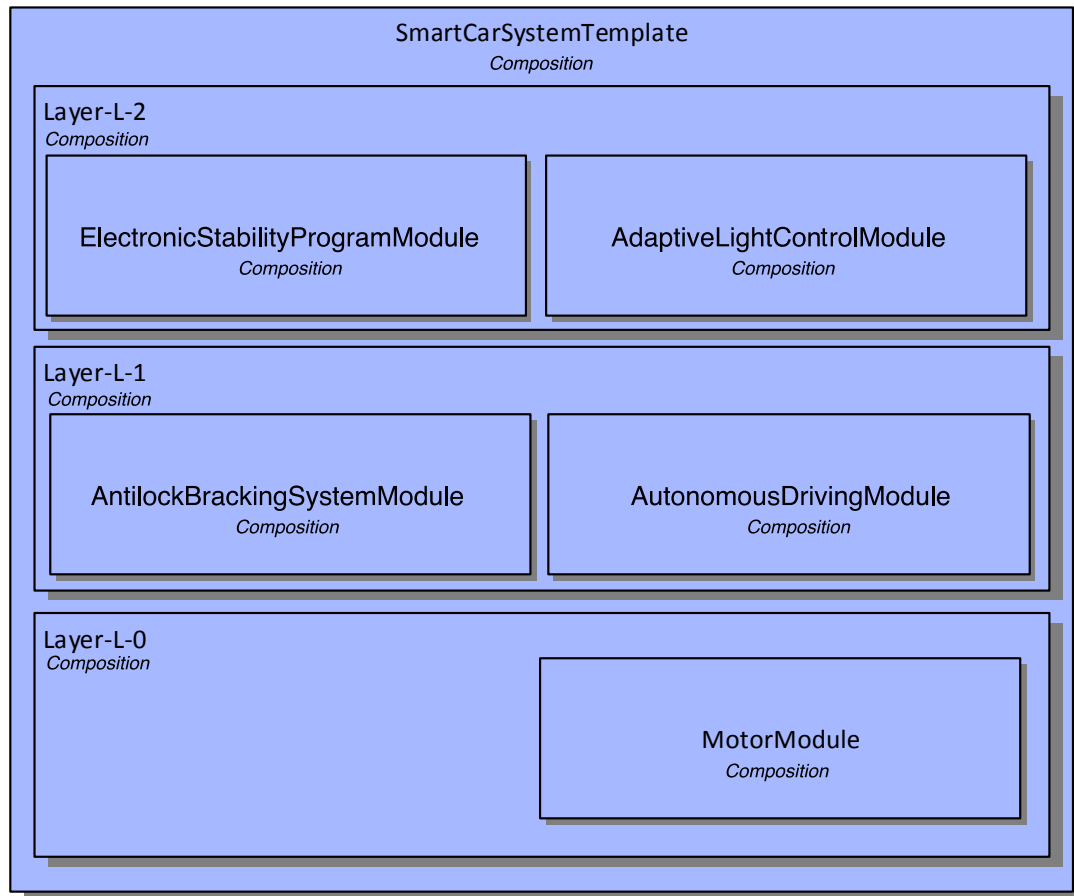 SmartCarSystemTemplate
Composition
Layer-L-2
Composition
ElectronicStabilityProgramModule
Composition
AdaptiveLightControlModule
Composition
Layer-L-1
Composition
AntilockBrackingSystemModule
Composition
AutonomousDrivingModule
Composition
Layer-L-0
Composition
MotorModule
Composition